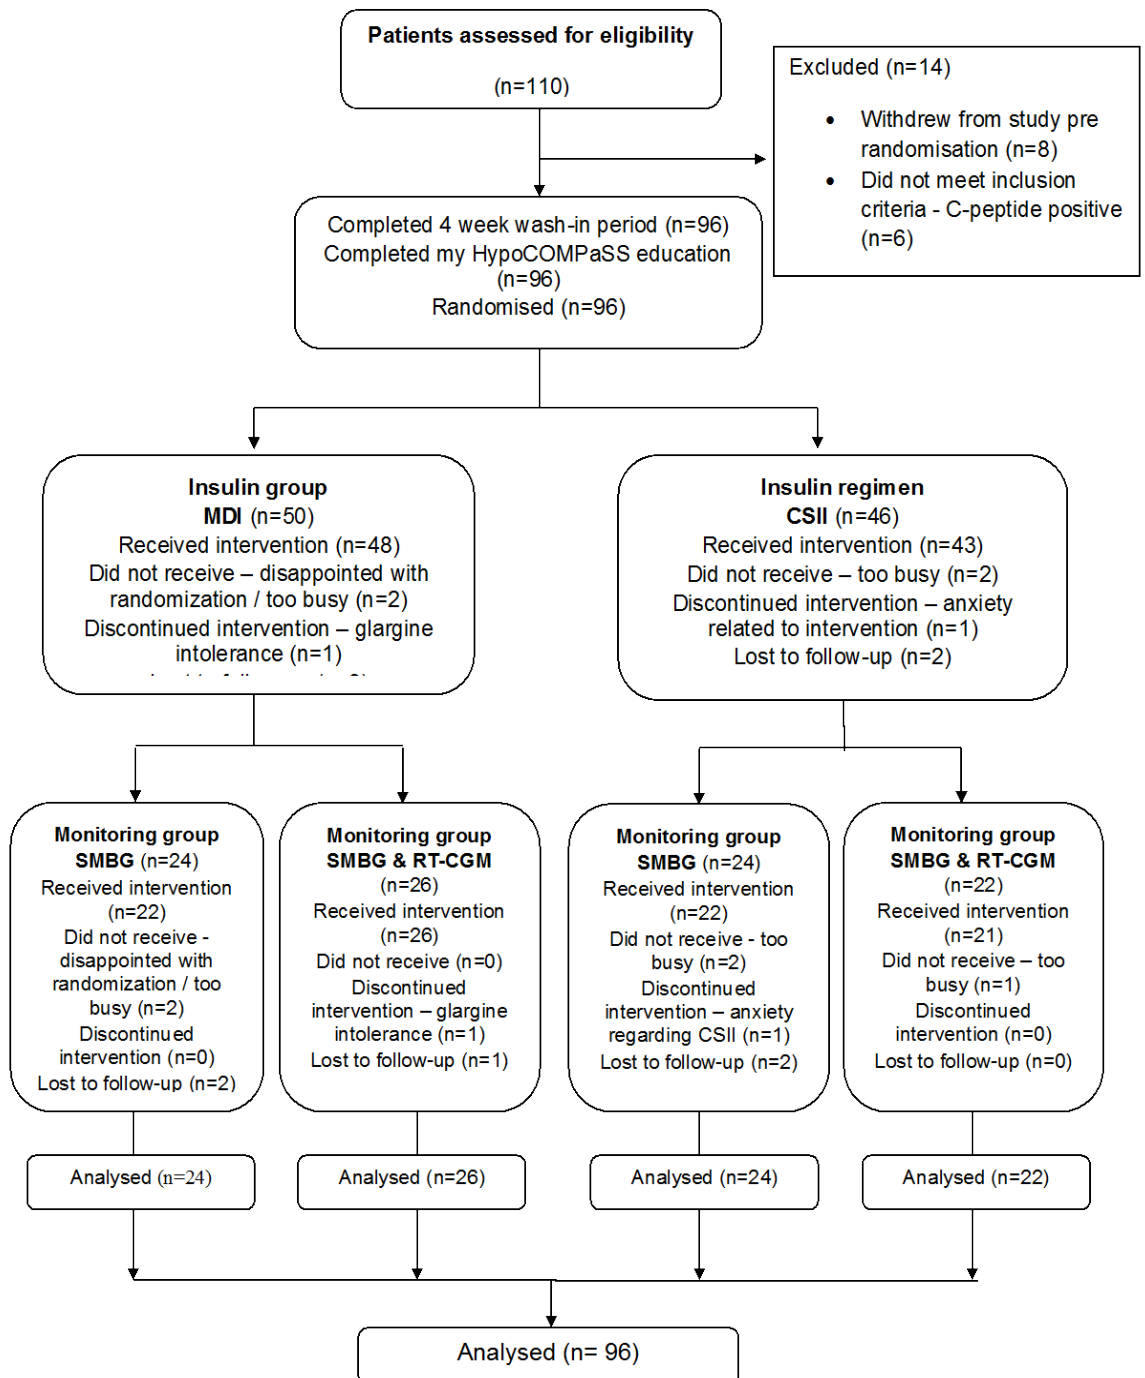 Patients assessed for eligibility
(n=110)
Excluded (n=14)
• Withdrew from study pre
randomisation (n=8)
• Did not meet inclusion
criteria - C-peptide positive
(n=6)
Completed 4 week wash-in period (n=96)
Completed my HypoCOMPaSS education
(n=96)
Randomised (n=96)
Insulin group
MDI (n=50)
Received intervention (n=48)
Did not receive – disappointed with
randomization / too busy (n=2)
Discontinued intervention – glargine
intolerance (n=1)
Insulin regimen
CSII (n=46)
Received intervention (n=43)
Did not receive – too busy (n=2)
Discontinued intervention – anxiety
related to intervention (n=1)
Lost to follow-up (n=2)
Monitoring group
SMBG (n=24)
Received intervention
(n=22)
Did not receive -
disappointed with
randomization / too
busy (n=2)
Discontinued
intervention (n=0)
Lost to follow-up (n=2)
Monitoring group
SMBG & RT-CGM
(n=26)
Received intervention
(n=26)
Did not receive (n=0)
Discontinued
intervention – glargine
intolerance (n=1)
Lost to follow-up (n=1)
Monitoring group
SMBG (n=24)
Received intervention
(n=22)
Did not receive - too
busy (n=2)
Discontinued
intervention – anxiety
regarding CSII (n=1)
Lost to follow-up (n=2)
Monitoring group
SMBG & RT-CGM
(n=22)
Received intervention
(n=21)
Did not receive – too
busy (n=1)
Discontinued
intervention (n=0)
Lost to follow-up (n=0)
Analysed (n=24)
Analysed (n=26)
Analysed (n=24)
Analysed (n=22)
Analysed (n= 96)